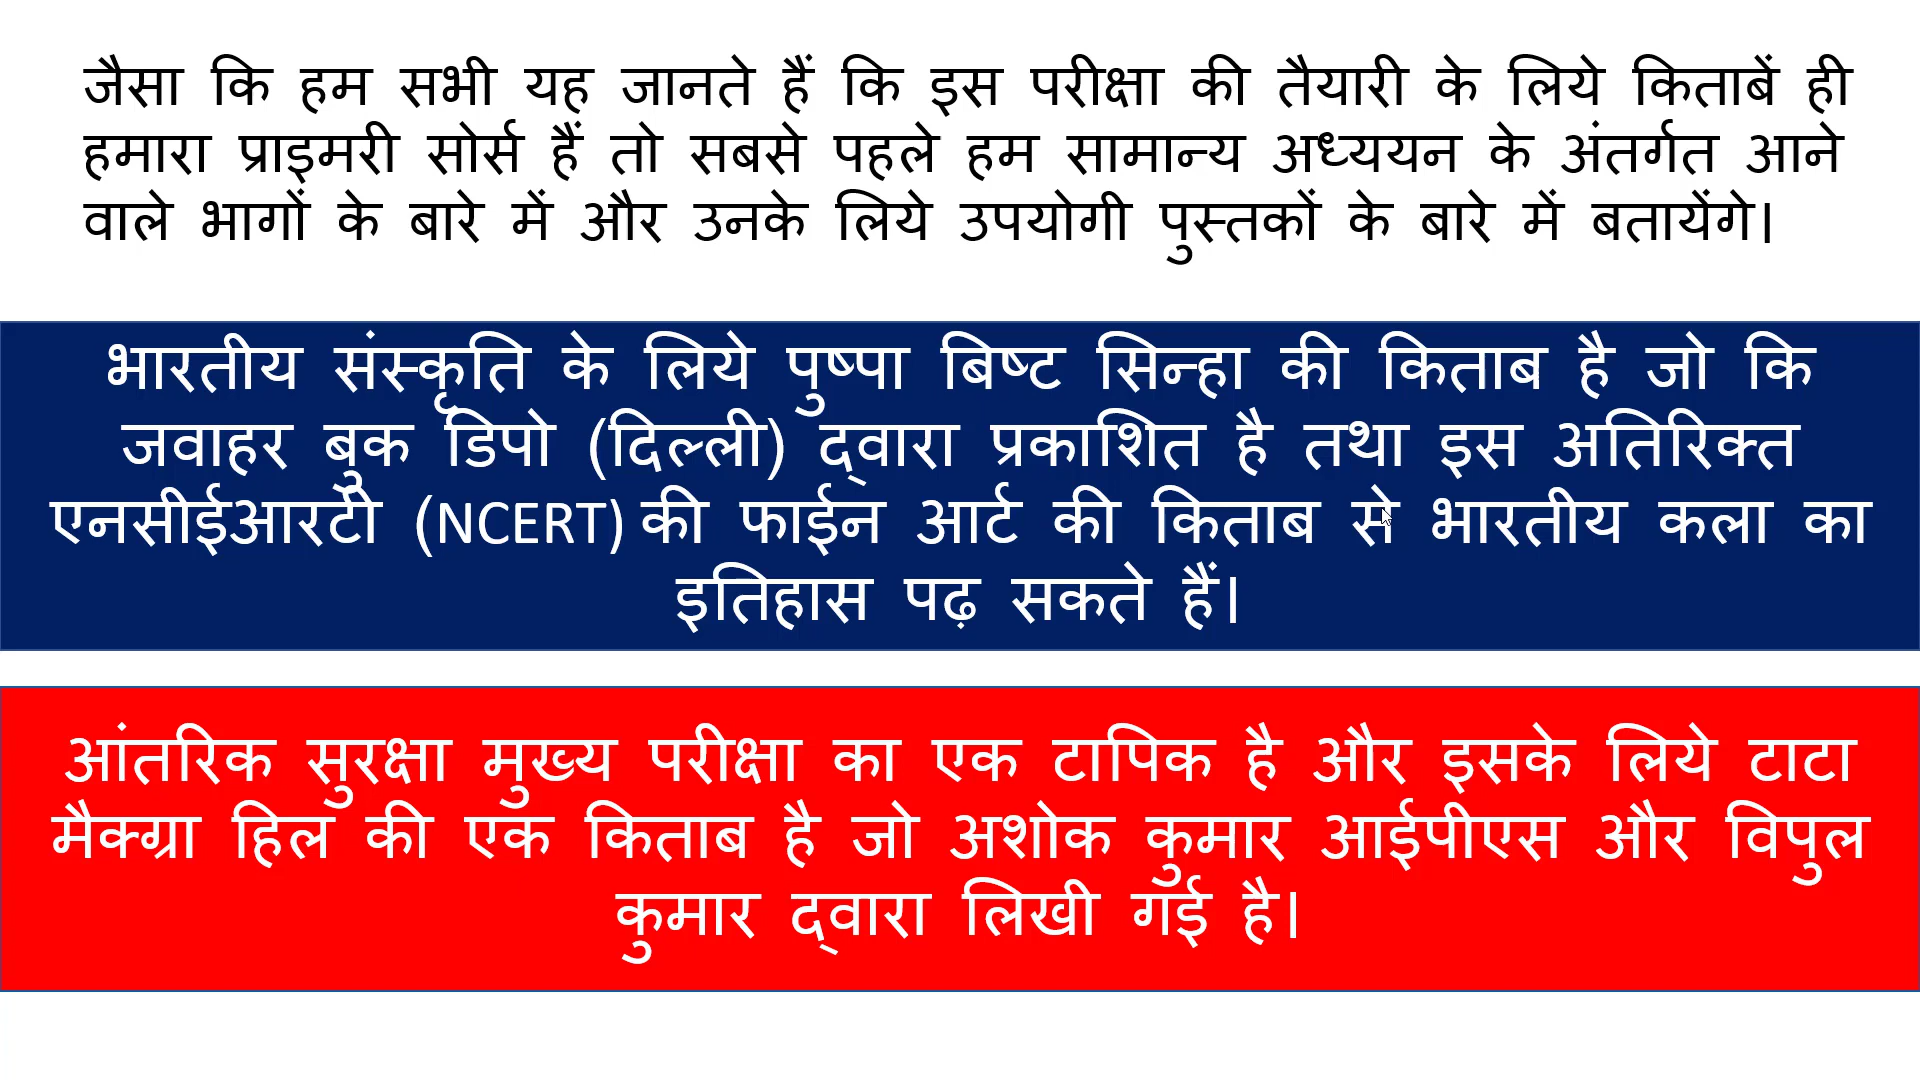 जैसा कि हम सभी यह जानते हैं कि इस परीक्षा की तैयारी के लिये किताबें ही
हमारा प्राइमरी सोर्स हैं तो सबसे पहले हम सामान्य अध्ययन के अंतर्गत आने
वाले भागों के बारे में और उनके लिये उपयोगी पुस्तकों के बारे में बतायेंगे।
भारतीय संस्कृति के लिये पुष्पा बिष्ट सिन्हा की किताब है जो कि
जवाहर बुक डिपो (दिल्ली) द्वारा प्रकाशित है तथा इस अतिरिक्त
एनसीईआरटी (NCERT) की फाईन आर्ट की किताब से भारतीय कला का
इतिहास पढ़ सकते हैं।
आंतरिक सुरक्षा मुख्य परीक्षा का एक टापिक है और इसके लिये टाटा
मैक्ग्रा हिल की एक किताब है जो अशोक कुमार आईपीएस और विपुल
कुमार द्वारा लिखी गई है।